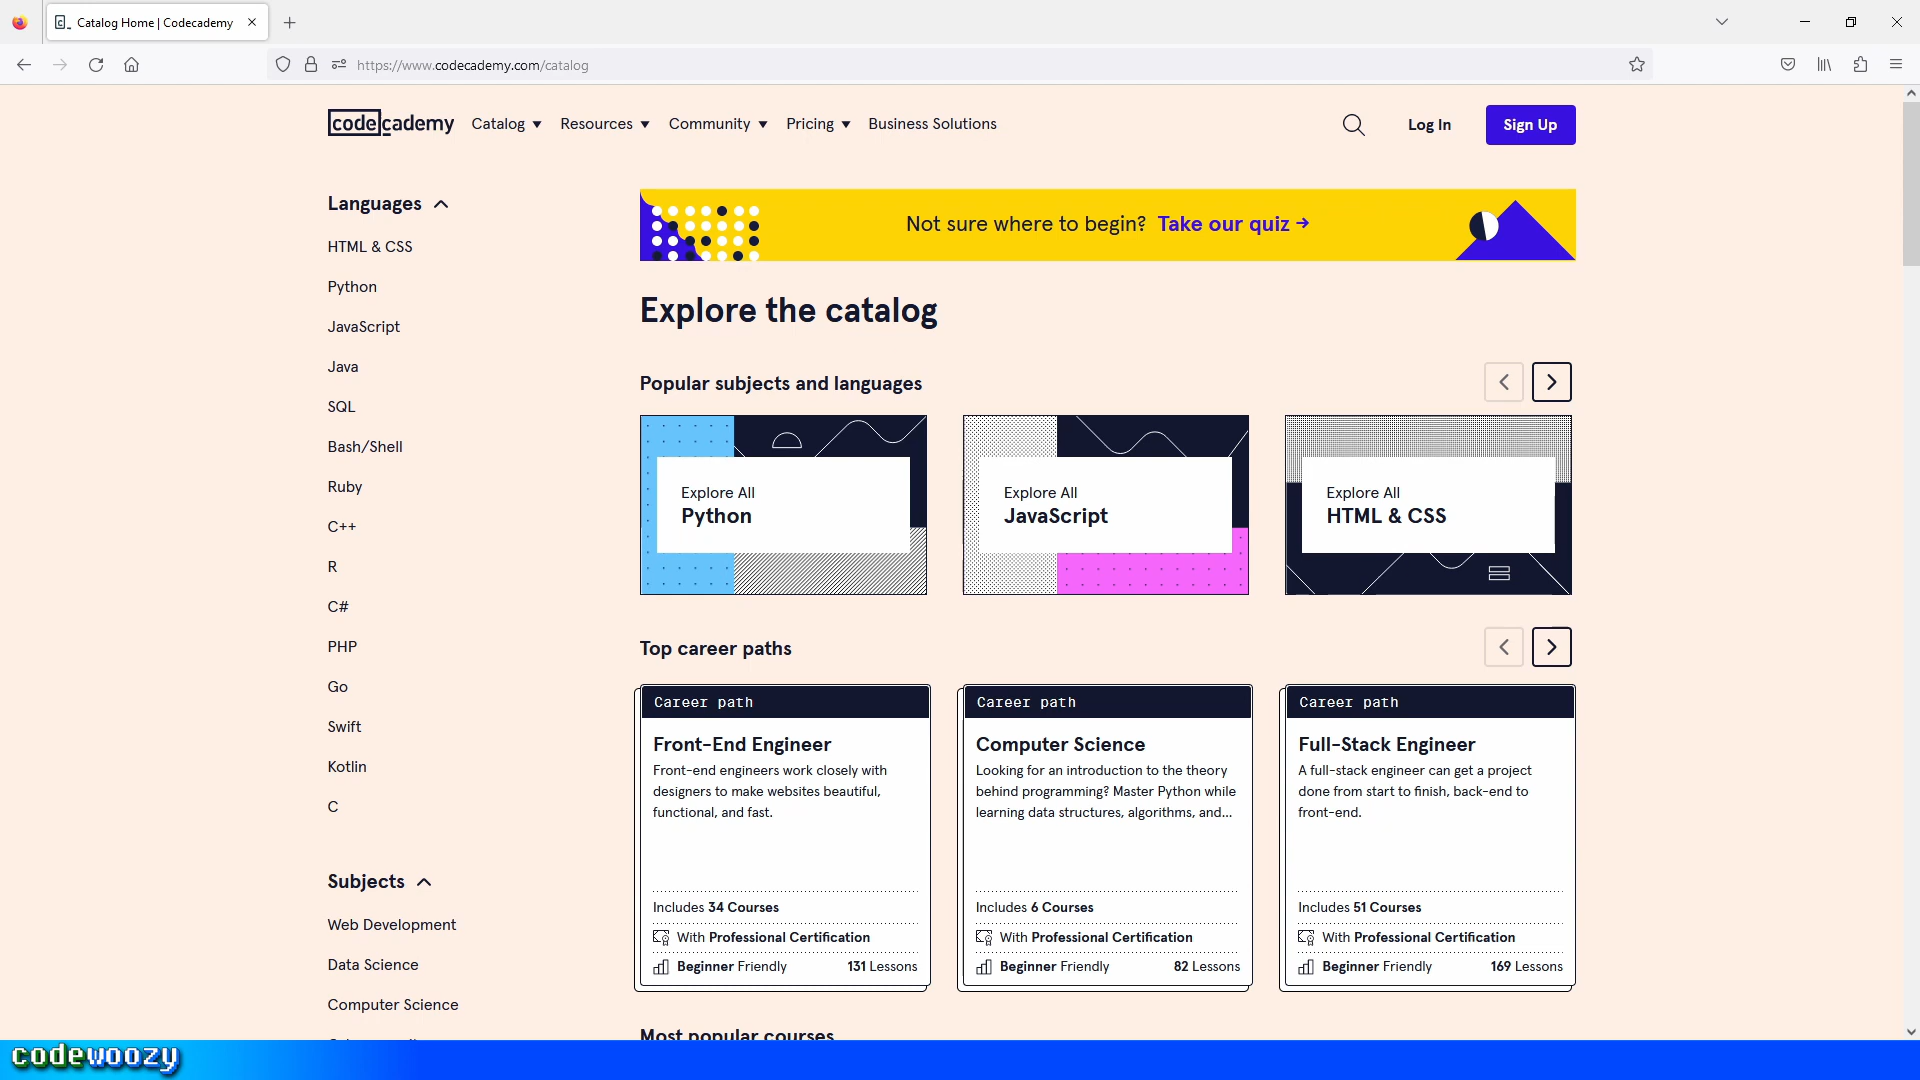 Catalog Home | Codecademy
https://www.codecademy.com/catalog
codecademy
Catalog
Resources
Community
Pricing
Business Solutions
Log In
Sign Up
Languages
HTML & CSS
Python
JavaScript
Java
SQL
Bash/Shell
Ruby
C++
R
C#
PHP
Go
Swift
Kotlin
C
Subjects
Web Development
Data Science
Computer Science
Not sure where to begin? Take our quiz →
Explore the catalog
Popular subjects and languages
Explore All
Python
Explore All
JavaScript
Explore All
HTML & CSS
Top career paths
Career path
Front-End Engineer
Front-end engineers work closely with
designers to make websites beautiful,
functional, and fast.
Includes 34 Courses
With Professional Certification
Beginner Friendly
131 Lessons
Career path
Computer Science
Looking for an introduction to the theory
behind programming? Master Python while
learning data structures, algorithms, and...
Includes 6 Courses
With Professional Certification
Beginner Friendly
82 Lessons
Career path
Full-Stack Engineer
A full-stack engineer can get a project
done from start to finish, back-end to
front-end.
Includes 51 Courses
With Professional Certification
Beginner Friendly
169 Lessons
Most popular courses
codewoozy